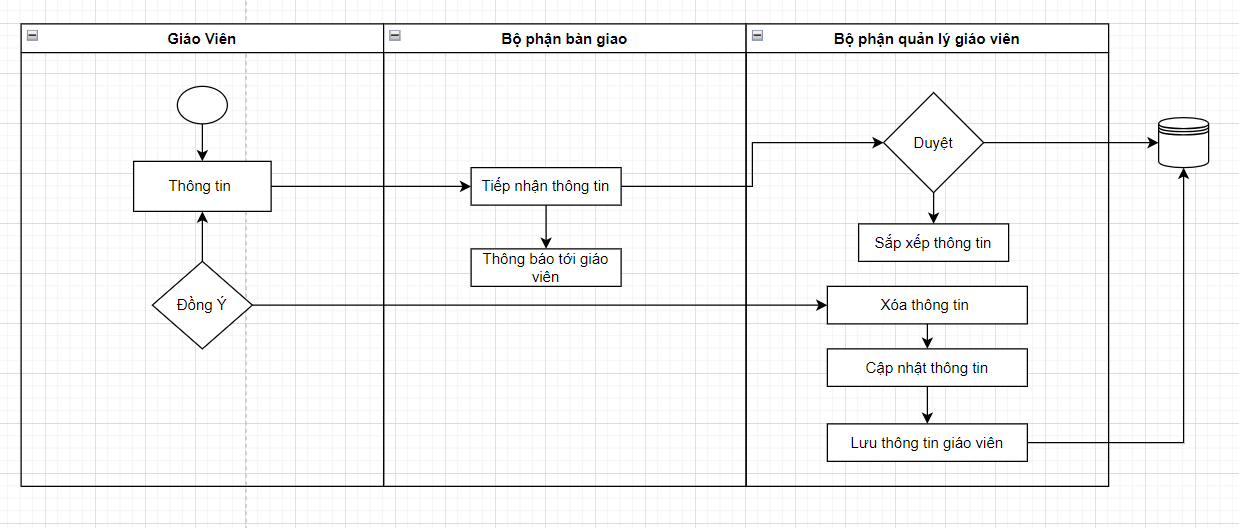 Giáo Viên
Bộ phận bàn giao
Bộ phận quản lý giáo viên
Thông tin
Đồng Ý
Tiếp nhận thông tin
Thông báo tới giáo
viên
Duyệt
Sắp xếp thông tin
Xóa thông tin
Cập nhật thông tin
Lưu thông tin giáo viên